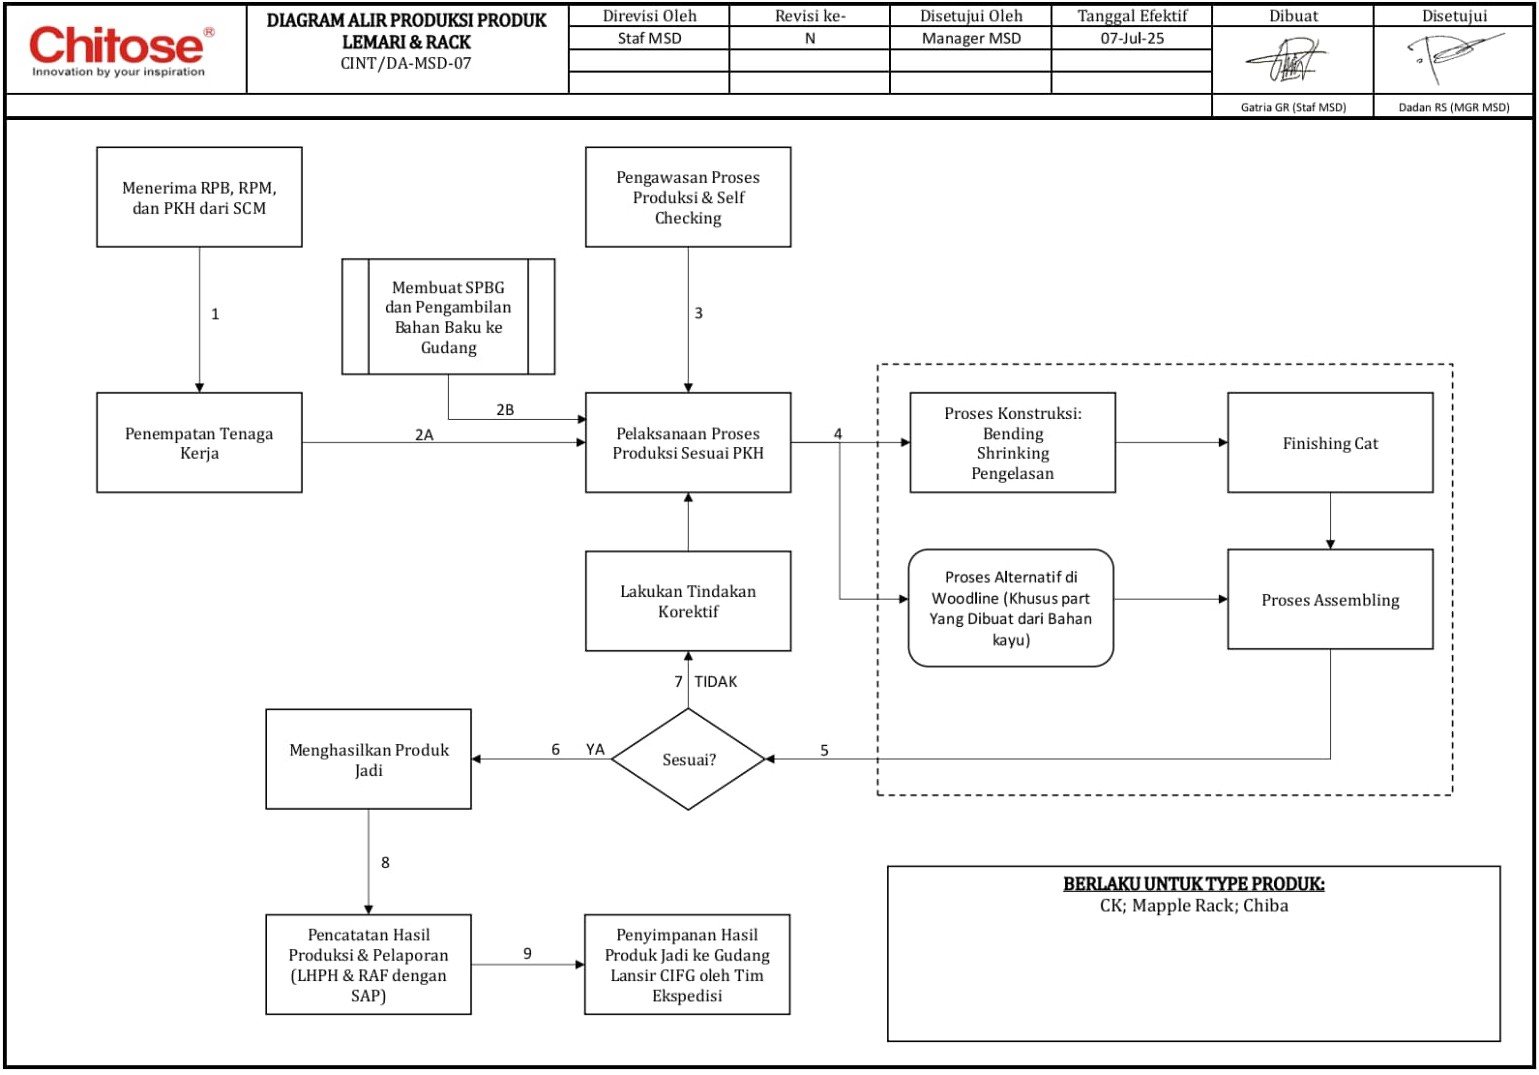 Chitose®
Innovation by your inspiration
DIAGRAM ALIR PRODUKSI PRODUK
LEMARI & RACK
CINT/DA-MSD-07
Direvisi Oleh
Revisi ke-
Disetujui Oleh
Tanggal Efektif
Dibuat
Disetujui
Staf MSD
N
Manager MSD
07-Jul-25
Gatria GR (Staf MSD)
Dadan RS (MGR MSD)
Menerima RPB, RPM,
dan PKH dari SCM
Pengawasan Proses
Produksi & Self
Checking
1
Membuat SPBG
dan Pengambilan
Bahan Baku ke
Gudang
3
2B
Penempatan Tenaga
Kerja
2A
Pelaksanaan Proses
Produksi Sesuai PKH
4
Proses Konstruksi:
Bending
Shrinking
Pengelasan
Finishing Cat
Lakukan Tindakan
Korektif
Proses Alternatif di
Woodline (Khusus part
Yang Dibuat dari Bahan
kayu)
Proses Assembling
7 TIDAK
Menghasilkan Produk
Jadi
6 YA
Sesuai?
5
8
Pencatatan Hasil
Produksi & Pelaporan
(LHPH & RAF dengan
SAP)
9
Penyimpanan Hasil
Produk Jadi ke Gudang
Lansir CIFG oleh Tim
Ekspedisi
BERLAKU UNTUK TYPE PRODUK:
CK; Mapple Rack; Chiba